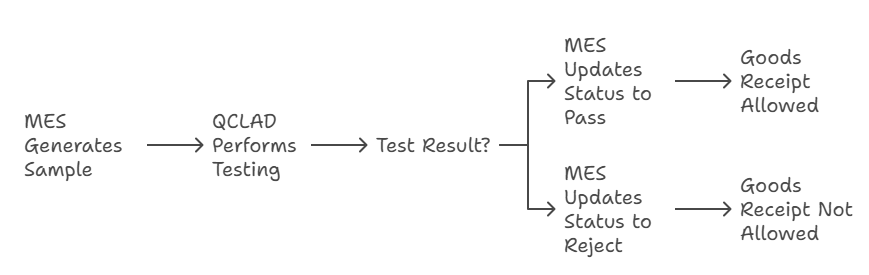 MES
Generates
Sample
QCLAD
Performs
Testing
Test Result?
MES
Updates
Status to
Pass
Goods
Receipt
Allowed
MES
Updates
Status to
Reject
Goods
Receipt Not
Allowed